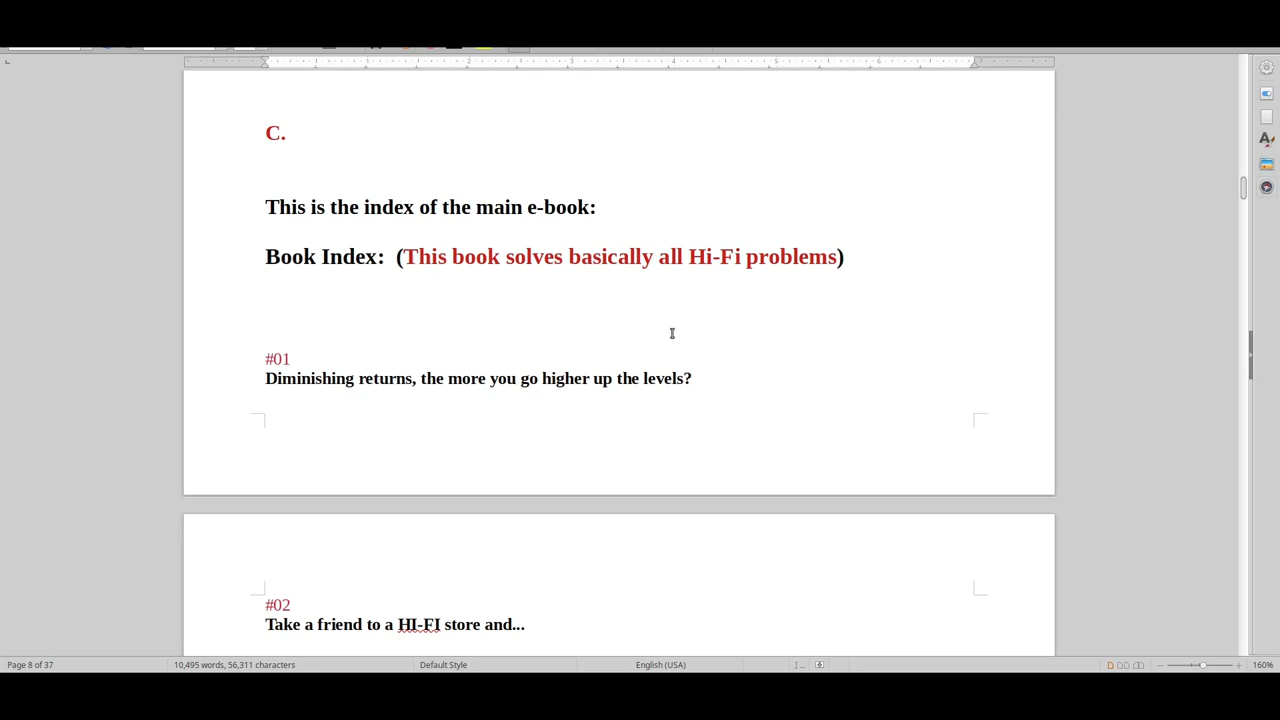 C.
This is the index of the main e-book:
Book Index:  (This book solves basically all Hi-Fi problems)
#01
Diminishing returns, the more you go higher up the levels?
#02
Take a friend to a HI-FI store and...
Page 8 of 37 10,495 words, 56,311 characters Default Style English (USA) 160%